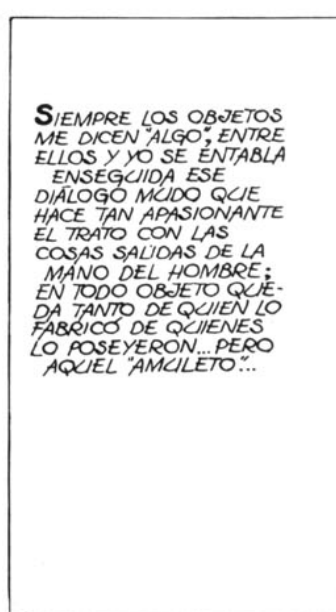 SIEMPRE LOS OBJETOS
ME DICEN "ALGO", ENTRE
ELLOS Y YO SE ENTABLA
ENSEGUIDA ESE
DIÁLOGO MUDO QUE
HACE TAN APASIONANTE
EL TRATO CON LAS
COSAS SALIDAS DE LA
MANO DEL HOMBRE;
EN TODO OBJETO QUE-
DA TANTO DE QUIEN LO
FABRICÓ DE QUIENES
LO POSEYERON... PERO
AQUEL "AMULETO"...